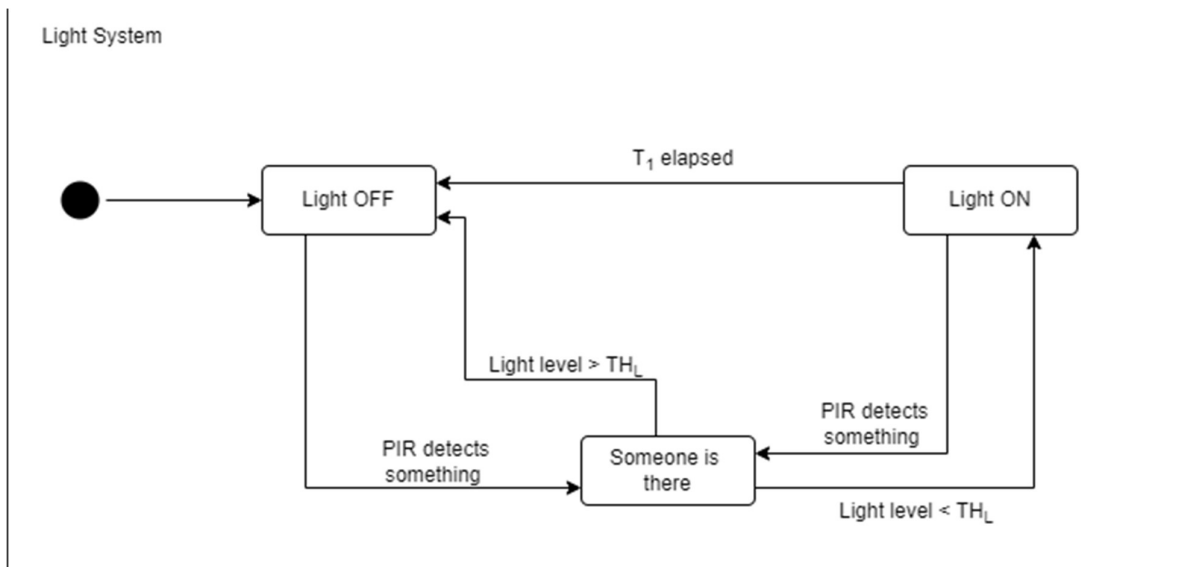 Light System
T₁ elapsed
Light OFF
Light ON
Light level > THL
PIR detects
something
PIR detects
something
Someone is
there
Light level < THL